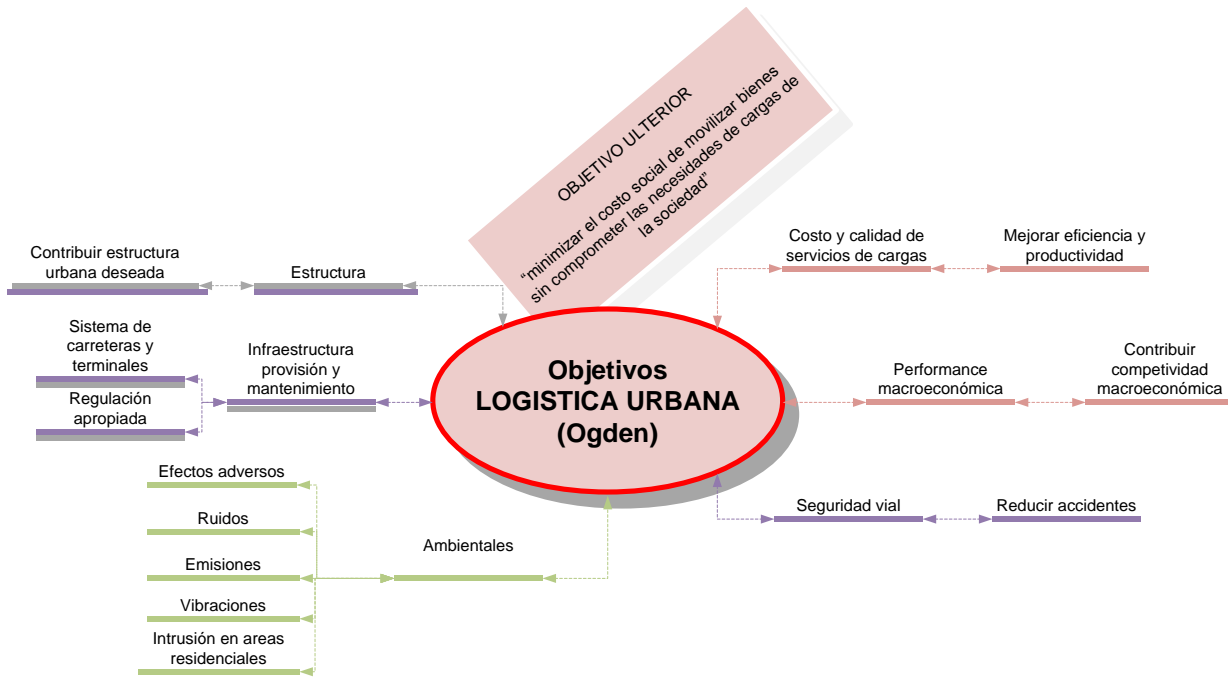 OBJETIVO ULTERIOR
“minimizar el costo social de movilizar bienes
sin comprometer las necesidades de cargas de
la sociedad”
Contribuir estructura
urbana deseada
Estructura
Sistema de
carreteras y
terminales
Regulación
apropiada
Infraestructura
provisión y
mantenimiento
Objetivos
LOGISTICA URBANA
(Ogden)
Costo y calidad de
servicios de cargas
Mejorar eficiencia y
productividad
Performance
macroeconómica
Contribuir
competividad
macroeconómica
Seguridad vial
Reducir accidentes
Efectos adversos
Ruidos
Emisiones
Vibraciones
Intrusión en areas
residenciales
Ambientales